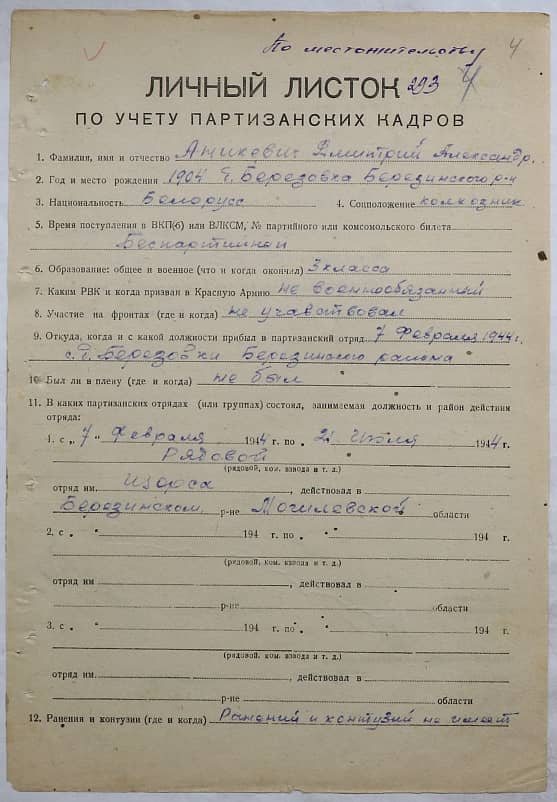 По местожительству 4
ЛИЧНЫЙ ЛИСТОК 293
ПО УЧЕТУ ПАРТИЗАНСКИХ КАДРОВ
1. Фамилия, имя и отчество Аникевич Дмитрий Александр.
2. Год и место рождения 1904 д. Березовка Березинского р-н
3. Национальность Белорусс 4. Соцположение колхозник
5. Время поступления в ВКП(б) или ВЛКСМ, № партийного или комсомольского билета
Беспартийный
6. Образование: общее и военное (что и когда окончил) 3 класса
7. Каким РВК и когда призван в Красную Армию не военнообязанный
8. Участие на фронтах (где и когда) не учавствовал
9. Откуда, когда и с какой должности прибыл в партизанский отряд 7 Февраля 1944 г.
с д. Березовки Березинского района
10. Был ли в плену (где и когда) не был
11. В каких партизанских отрядах (или группах) состоял, занимаемая должность и район действия
отряда:
1. с „7" Февраля 1944 г. по 2 Июля 1944 г.
Рядовой
(рядовой, ком. взвода и т. д.)
отряд им Щорса, действовал в
Березинском р-не Могилевской области
2. с " " 194 г. по " " 194 г.
(рядовой, ком. взвода и т. д.)
отряд им , действовал в
р-не области
3. с " " 194 г. по " " 194 г.
(рядовой, ком. взвода и т. д.)
отряд им , действовал в
р-не области
12. Ранения и контузии (где и когда) Ранений и контузий не имеет